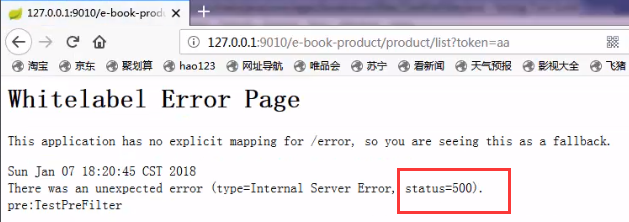 127.0.0.1:9010/e-book-product/
127.0.0.1:9010/e-book-product/product/list?token=aa
淘宝 京东 聚划算 hao123 网址导航 唯品会 苏宁 看新闻 天气预报 影视大全 飞猪
Whitelabel Error Page
This application has no explicit mapping for /error, so you are seeing this as a fallback.
Sun Jan 07 18:20:45 CST 2018
There was an unexpected error (type=Internal Server Error, status=500).
pre:TestPreFilter